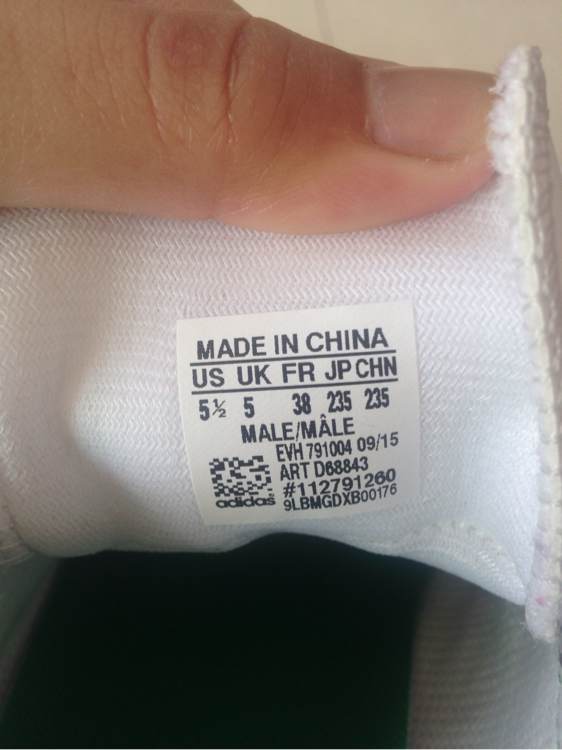 MADE IN CHINA
US UK FR JP CHN
5½ 5 38 235 235
MALE/MÂLE
EVH 791004 09/15
ART D68843
#112791260
9LBMGDXB00176
adidas